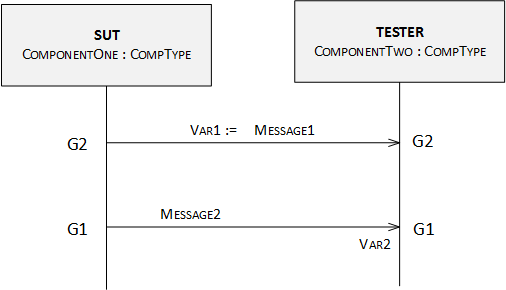 SUT
COMPONENTONE : COMPTYPE
TESTER
COMPONENTTWO : COMPTYPE
VAR1 := MESSAGE1
G2
G2
MESSAGE2
G1
G1
VAR2